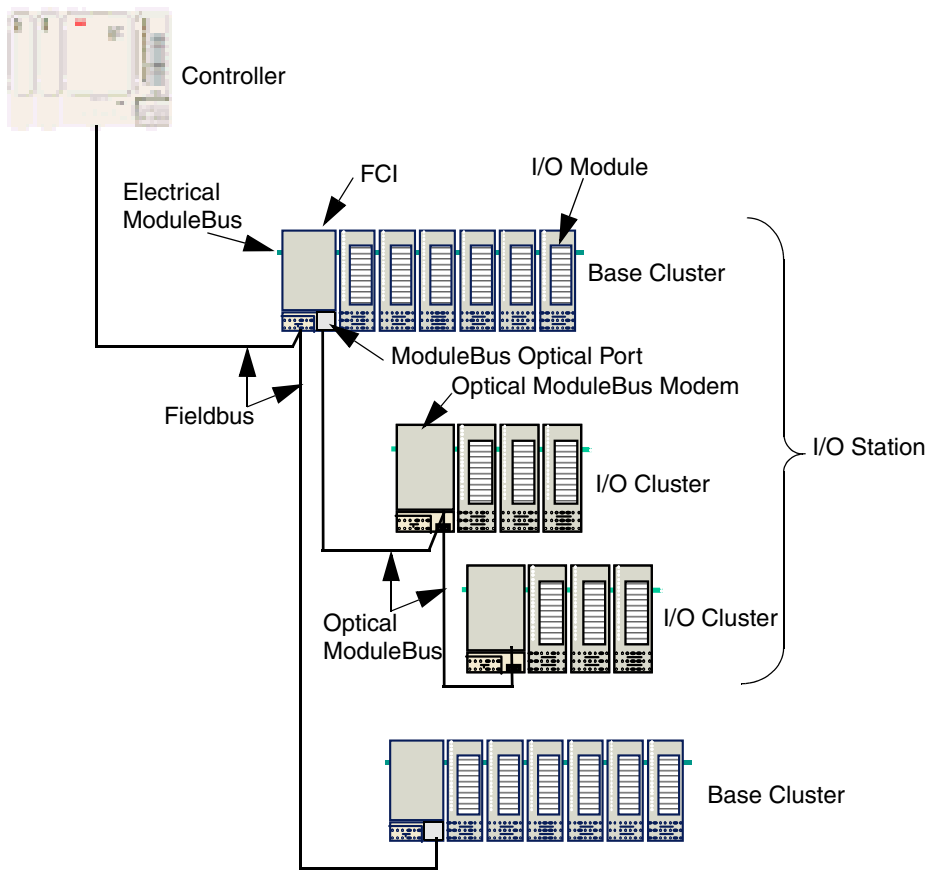 Controller
FCI
I/O Module
Electrical
ModuleBus
Base Cluster
ModuleBus Optical Port
Optical ModuleBus Modem
Fieldbus
I/O Station
I/O Cluster
I/O Cluster
Optical
ModuleBus
Base Cluster